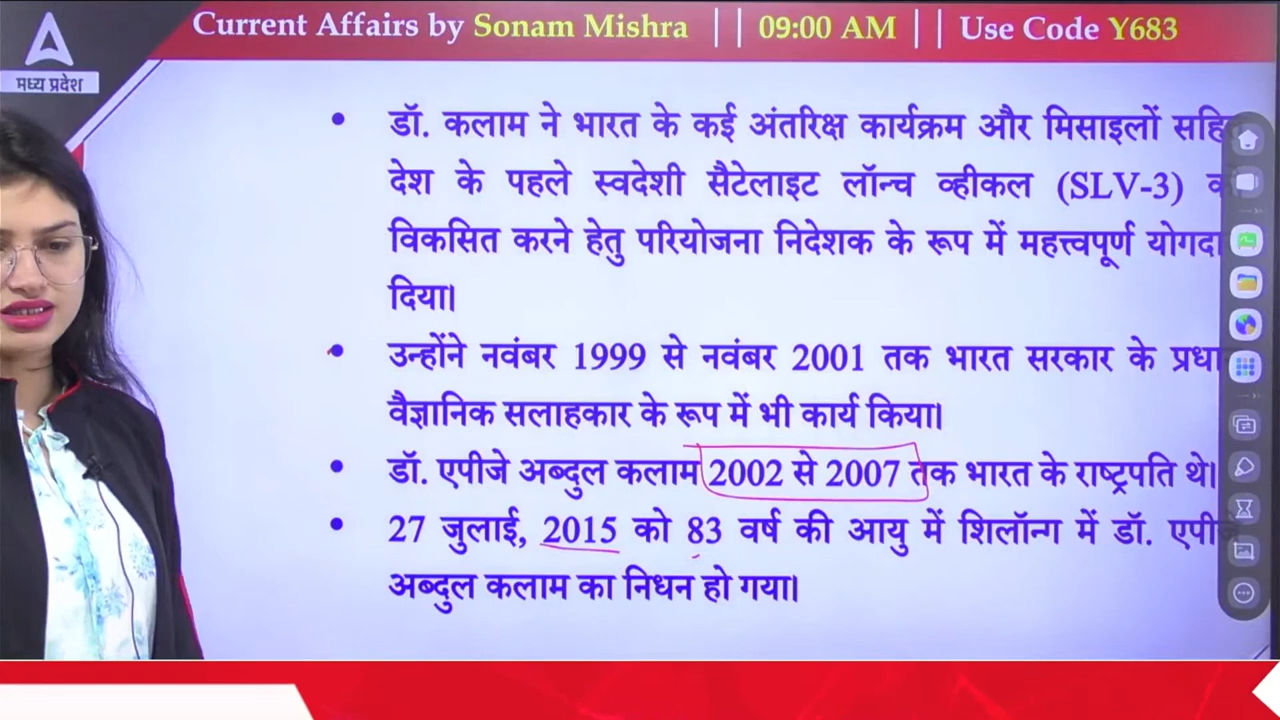 Current Affairs by Sonam Mishra || 09:00 AM || Use Code Y683
मध्य प्रदेश
• डॉ. कलाम ने भारत के कई अंतरिक्ष कार्यक्रम और मिसाइलों
देश के पहले स्वदेशी सैटेलाइट लॉन्च व्हीकल (SLV-3)
विकसित करने हेतु परियोजना निदेशक के रूप में महत्त्वपूर्ण
दिया।
• उन्होंने नवंबर 1999 से नवंबर 2001 तक भारत सरकार के
वैज्ञानिक सलाहकार के रूप में भी कार्य किया।
• डॉ. एपीजे अब्दुल कलाम 2002 से 2007 तक भारत के राष्ट्रपति थे।
• 27 जुलाई, 2015 को 83 वर्ष की आयु में शिलॉन्ग में डॉ.
अब्दुल कलाम का निधन हो गया।